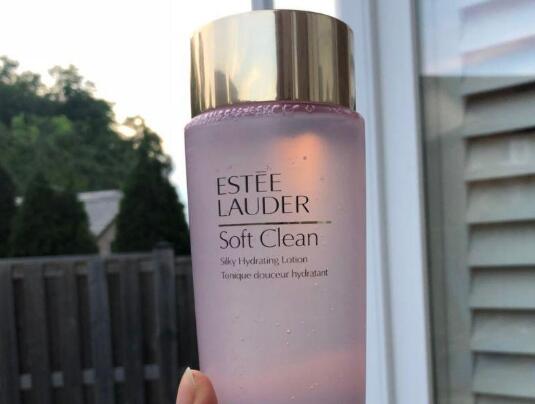 ESTĒE
LAUDER
Soft Clean
Silky Hydrating Lotion
Tonique douceur hydratant